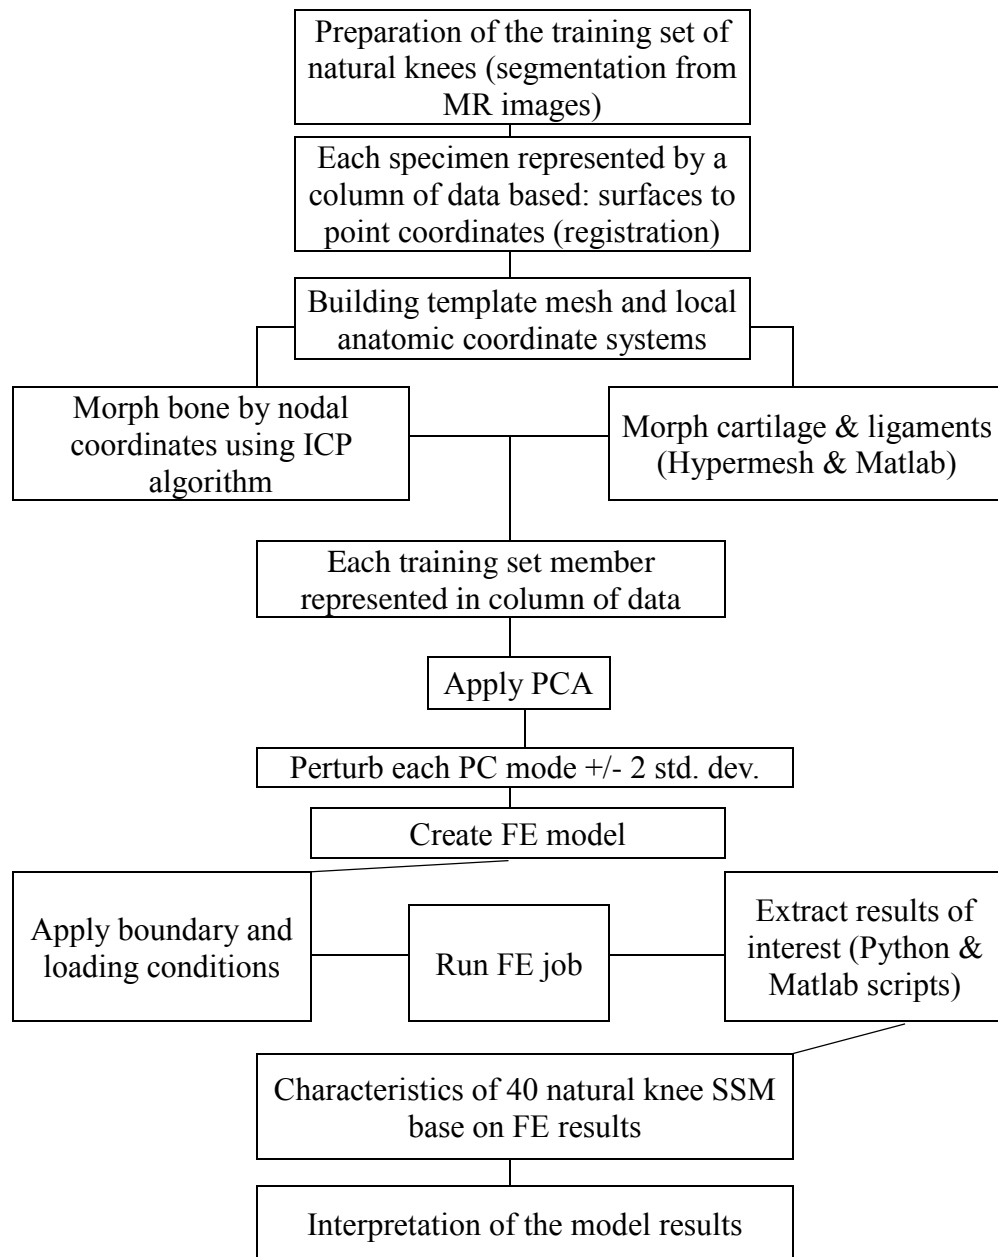 Preparation of the training set of
natural knees (segmentation from
MR images)
Each specimen represented by a
column of data based: surfaces to
point coordinates (registration)
Building template mesh and local
anatomic coordinate systems
Morph bone by nodal
coordinates using ICP
algorithm
Morph cartilage & ligaments
(Hypermesh & Matlab)
Each training set member
represented in column of data
Apply PCA
Perturb each PC mode +/- 2 std. dev.
Create FE model
Apply boundary and
loading conditions
Run FE job
Extract results of
interest (Python &
Matlab scripts)
Characteristics of 40 natural knee SSM
base on FE results
Interpretation of the model results